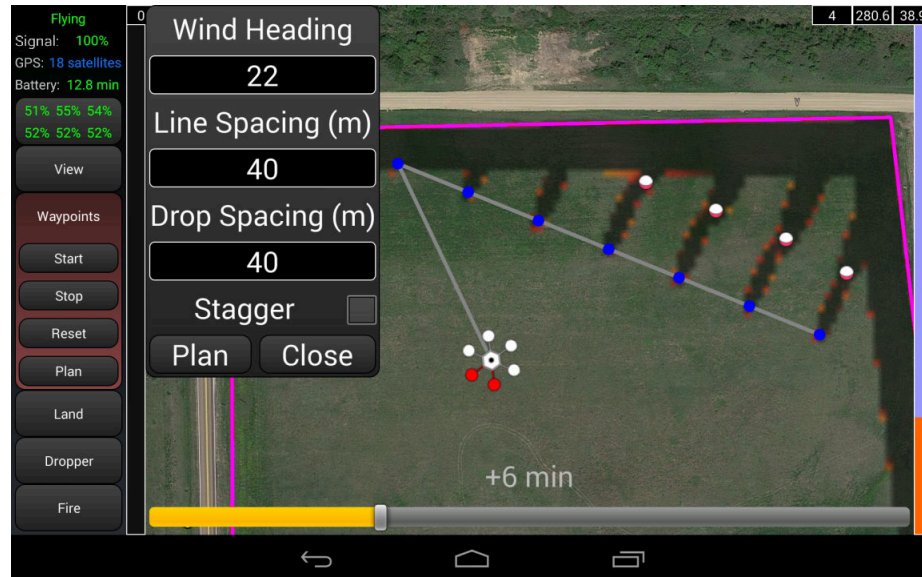 Flying
Signal: 100%
GPS: 18 satellites
Battery: 12.8 min
51% 55% 54%
52% 52% 52%
View
Waypoints
Start
Stop
Reset
Plan
Land
Dropper
Fire
0
Wind Heading
22
Line Spacing (m)
40
Drop Spacing (m)
40
Stagger
Plan Close
4 280.6 38.9
+6 min